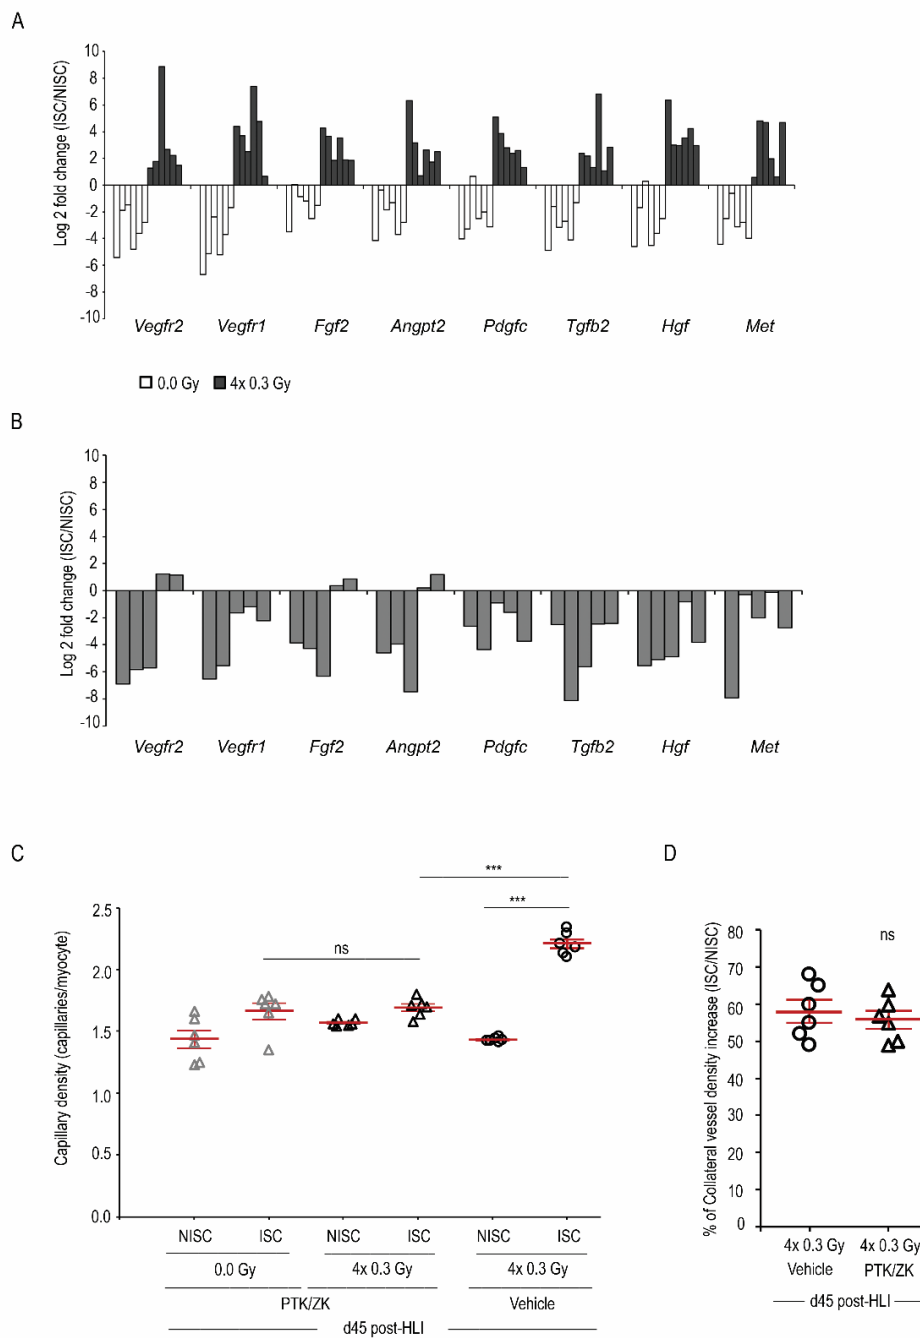 A
Log 2 fold change (ISC/NISC)
10
8
6
4
2
0
-2
-4
-6
-8
-10
Vegfr2 Vegfr1 Fgf2 Angpt2 Pdgfc Tgfb2 Hgf Met
0.0 Gy 4x 0.3 Gy
B
Log 2 fold change (ISC/NISC)
10
8
6
4
2
0
-2
-4
-6
-8
-10
Vegfr2 Vegfr1 Fgf2 Angpt2 Pdgfc Tgfb2 Hgf Met
C
Capillary density (capillaries/myocyte)
2.5
2.0
1.5
1.0
0.5
0.0
***
***
ns
NISC ISC NISC ISC NISC ISC
0.0 Gy 4x 0.3 Gy 4x 0.3 Gy
PTK/ZK Vehicle
d45 post-HLI
D
% of Collateral vessel density increase (ISC/NISC)
80
70
60
50
40
30
20
10
0
ns
4x 0.3 Gy 4x 0.3 Gy
Vehicle PTK/ZK
d45 post-HLI